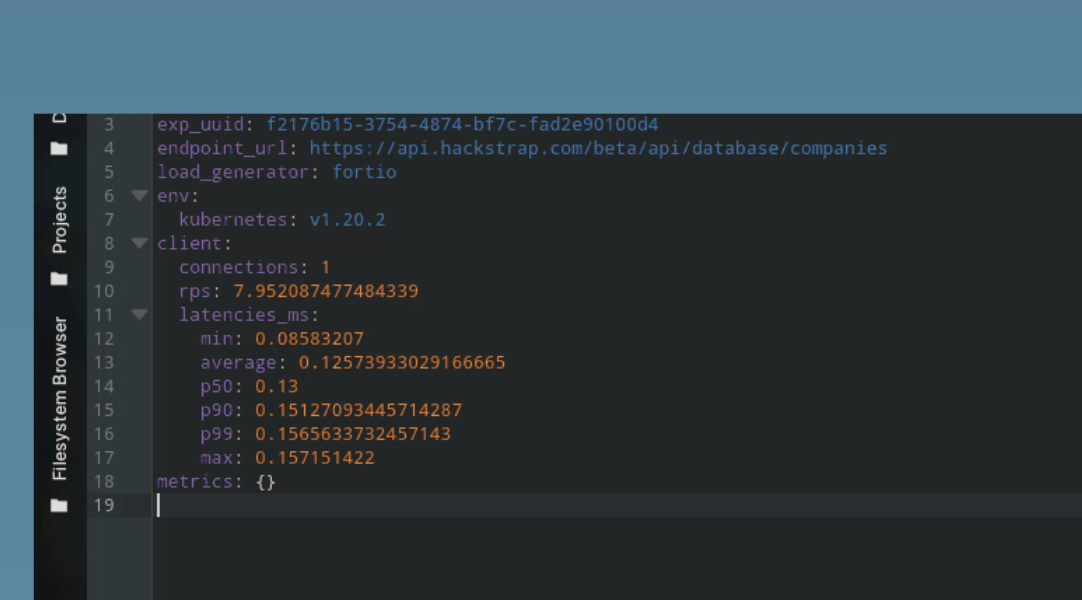 3 exp_uuid: f2176b15-3754-4874-bf7c-fad2e90100d4
4 endpoint_url: https://api.hackstrap.com/beta/api/database/companies
5 load_generator: fortio
6 env:
7 kubernetes: v1.20.2
8 client:
9 connections: 1
10 rps: 7.952087477484339
11 latencies_ms:
12 min: 0.08583207
13 average: 0.12573933029166665
14 p50: 0.13
15 p90: 0.15127093445714287
16 p99: 0.1565633732457143
17 max: 0.157151422
18 metrics: {}
19
Projects
Filesystem Browser